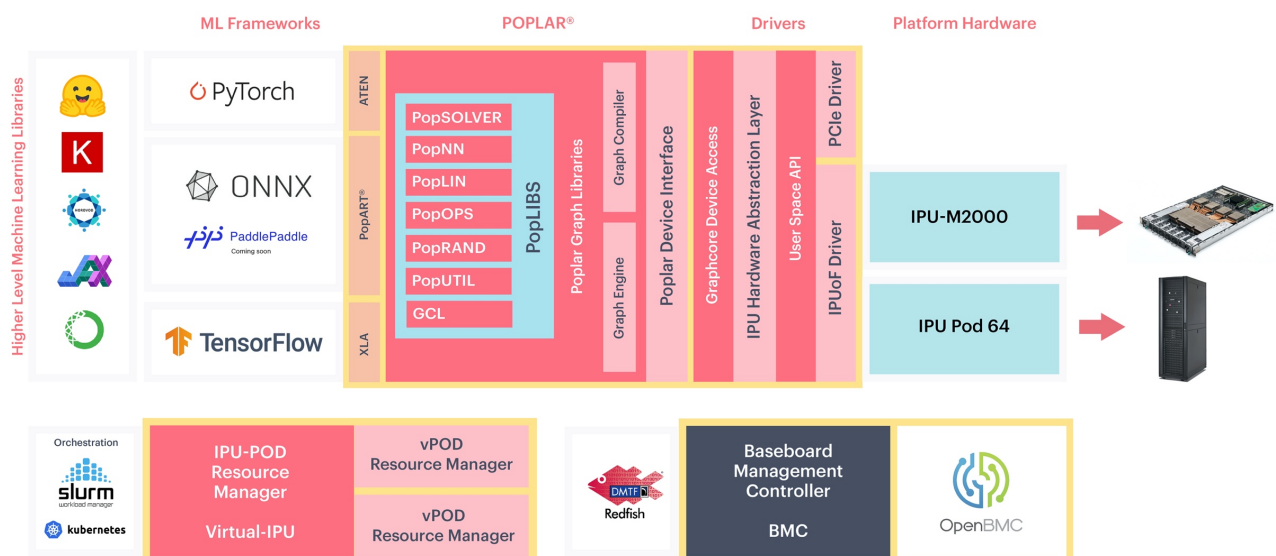 ML Frameworks
POPLAR®
Drivers
Platform Hardware
Higher Level Machine Learning Libraries
K
HOROVOD
JAX
PyTorch
ONNX
PaddlePaddle
Coming soon
TensorFlow
ATEN
PopART®
XLA
PopSOLVER
PopNN
PopLIN
PopOPS
PopRAND
PopUTIL
GCL
PopLIBS
Poplar Graph Libraries
Graph Compiler
Graph Engine
Poplar Device Interface
Graphcore Device Access
IPU Hardware Abstraction Layer
User Space API
PCIe Driver
IPUoF Driver
IPU-M2000
IPU Pod 64
Orchestration
slurm
workload manager
kubernetes
IPU-POD
Resource
Manager
Virtual-IPU
vPOD
Resource Manager
vPOD
Resource Manager
DMTF
Redfish
Baseboard
Management
Controller
BMC
OpenBMC